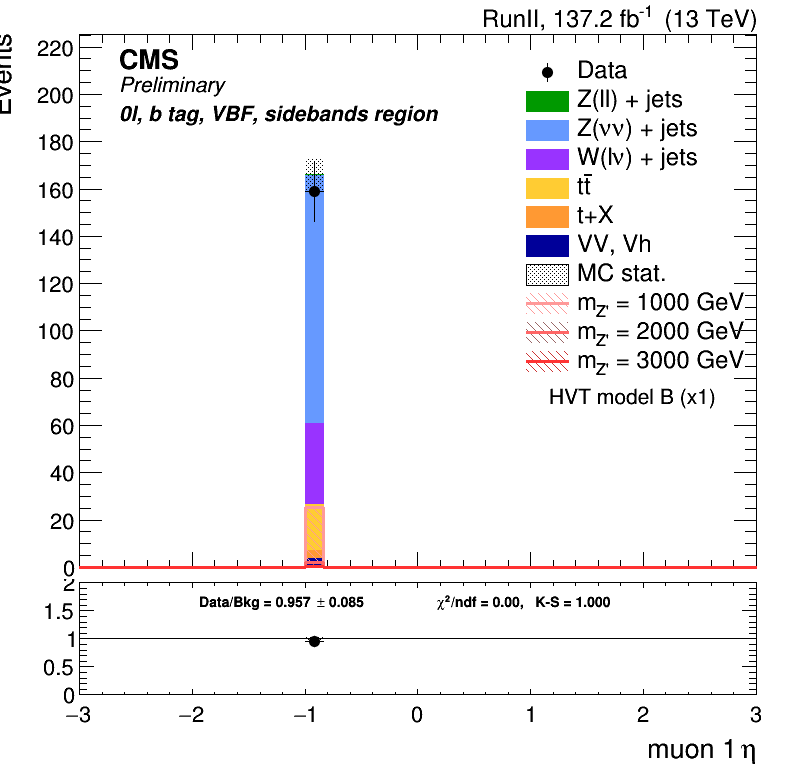 RunII, 137.2 fb-1 (13 TeV)
Events
220
200
180
160
140
120
100
80
60
40
20
0
CMS
Preliminary
0l, b tag, VBF, sidebands region
Data
Z(ll) + jets
Z(νν) + jets
W(lν) + jets
tt̄
t+X
VV, Vh
MC stat.
mZ' = 1000 GeV
mZ' = 2000 GeV
mZ' = 3000 GeV
HVT model B (x1)
2
1.5
1
0.5
0
Data/Bkg = 0.957 ± 0.085 χ²/ndf = 0.00, K-S = 1.000
−3 −2 −1 0 1 2 3
muon 1 η